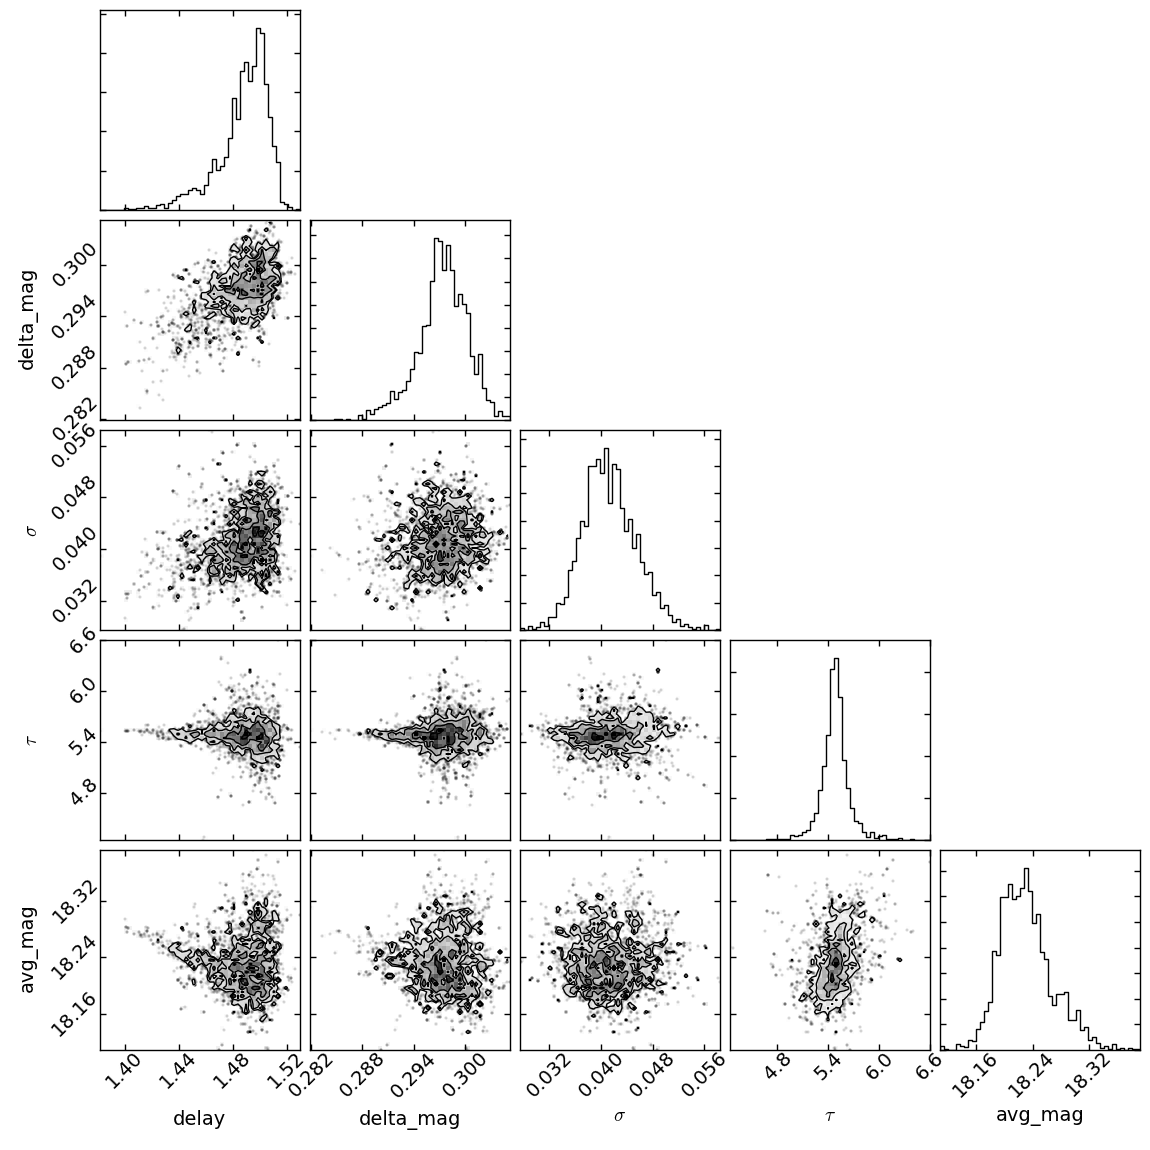 0.300
0.294
0.288
0.282
delta_mag
0.056
0.048
0.040
0.032
σ
6.6
6.0
5.4
4.8
τ
18.32
18.24
18.16
avg_mag
1.40 1.44 1.48 1.52
0.282 0.288 0.294 0.300
0.032 0.040 0.048 0.056
4.8 5.4 6.0 6.6
18.16 18.24 18.32
delay delta_mag σ τ avg_mag